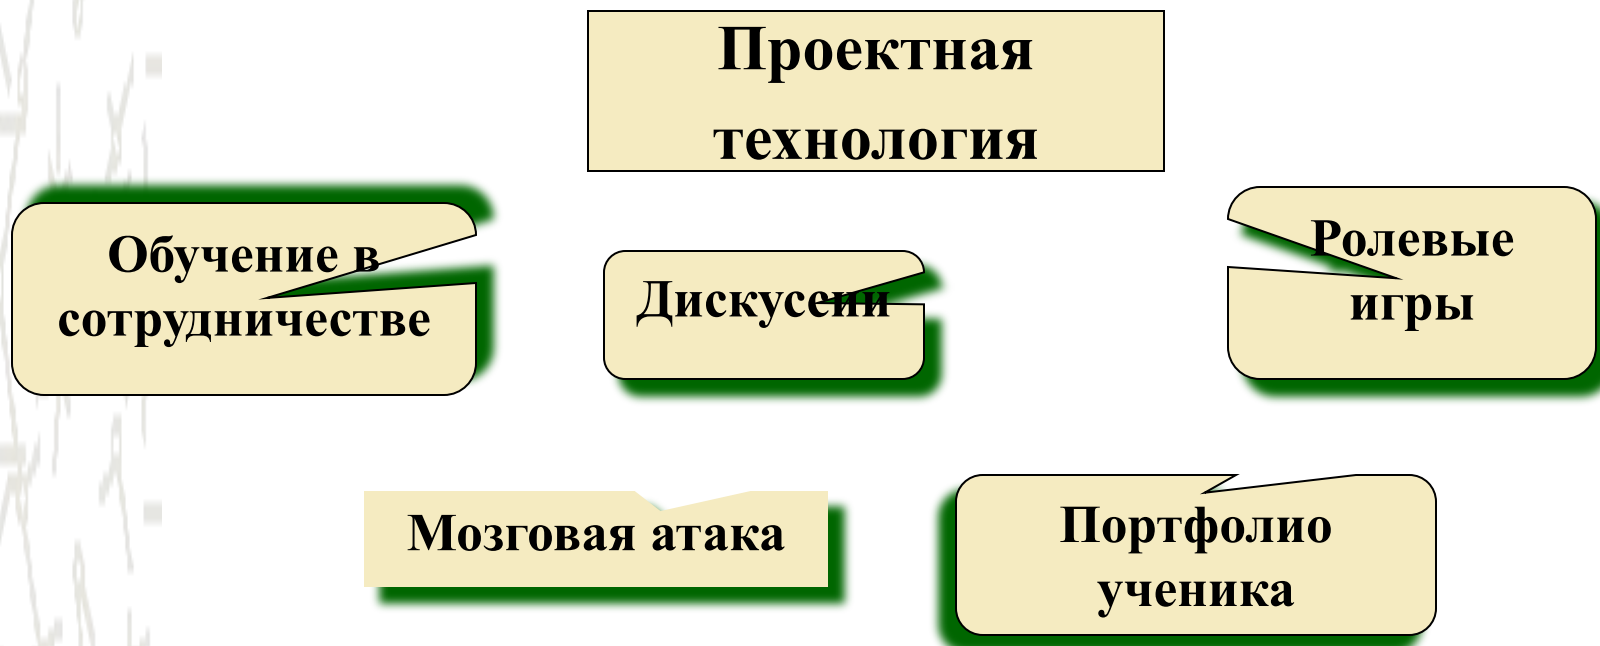 Проектная
технология
Обучение в
сотрудничестве
Дискуссии
Ролевые
игры
Мозговая атака
Портфолио
ученика